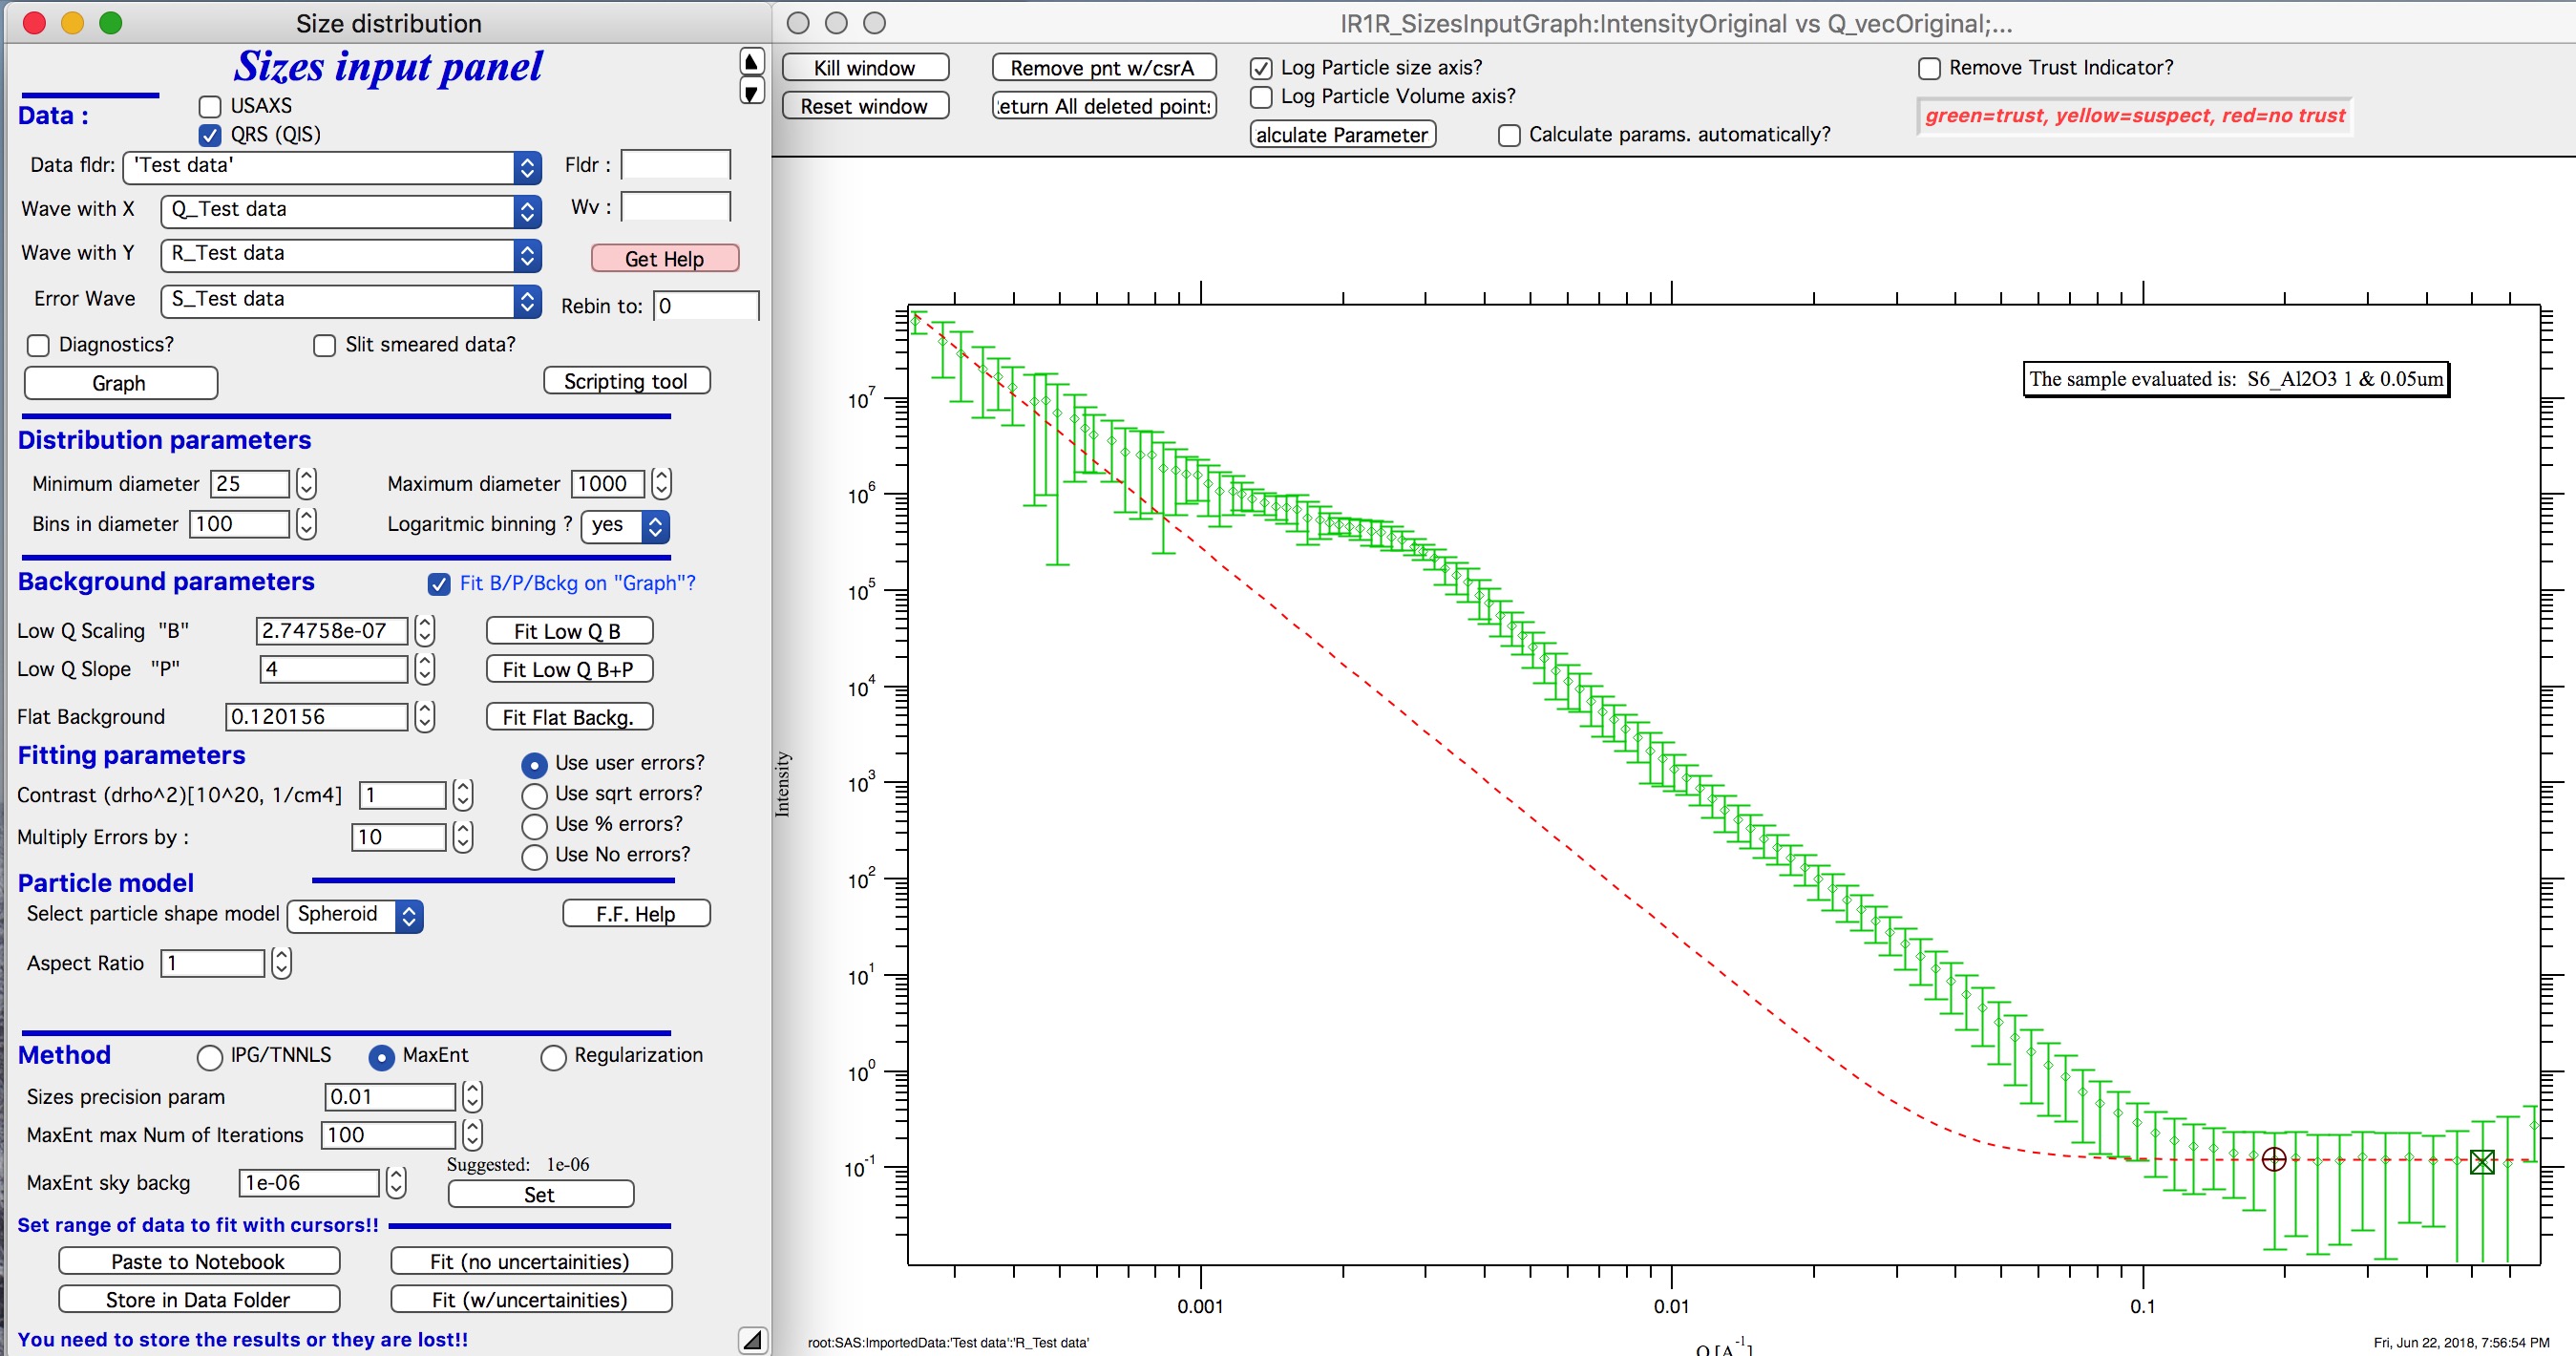 Size distribution
Sizes input panel
Data :
USAXS
QRS (QIS)
Data fldr: 'Test data'
Fldr :
Wave with X Q_Test data
Wv :
Wave with Y R_Test data
Get Help
Error Wave S_Test data
Rebin to: 0
Diagnostics? Slit smeared data?
Graph Scripting tool
Distribution parameters
Minimum diameter 25 Maximum diameter 1000
Bins in diameter 100 Logaritmic binning ? yes
Background parameters Fit B/P/Bckg on "Graph"?
Low Q Scaling "B" 2.74758e-07 Fit Low Q B
Low Q Slope "P" 4 Fit Low Q B+P
Flat Background 0.120156 Fit Flat Backg.
Fitting parameters
Use user errors?
Contrast (drho^2)[10^20, 1/cm4] 1 Use sqrt errors?
Use % errors?
Multiply Errors by : 10
Use No errors?
Particle model
Select particle shape model Spheroid F.F. Help
Aspect Ratio 1
Method IPG/TNNLS MaxEnt Regularization
Sizes precision param 0.01
MaxEnt max Num of Iterations 100
Suggested: 1e-06
MaxEnt sky backg 1e-06 Set
Set range of data to fit with cursors!!
Paste to Notebook Fit (no uncertainities)
Store in Data Folder Fit (w/uncertainities)
You need to store the results or they are lost!!
IR1R_SizesInputGraph:IntensityOriginal vs Q_vecOriginal;...
Kill window Remove pnt w/csrA Log Particle size axis? Remove Trust Indicator?
Reset window eturn All deleted points Log Particle Volume axis?
green=trust, yellow=suspect, red=no trust
alculate Parameter Calculate params. automatically?
The sample evaluated is: S6_Al2O3 1 & 0.05um
10^7
10^6
10^5
10^4
10^3
10^2
10^1
10^0
10^-1
Intensity
0.001 0.01 0.1
Q [A^-1]
root:SAS:ImportedData:'Test data':'R_Test data'
Fri, Jun 22, 2018, 7:56:54 PM